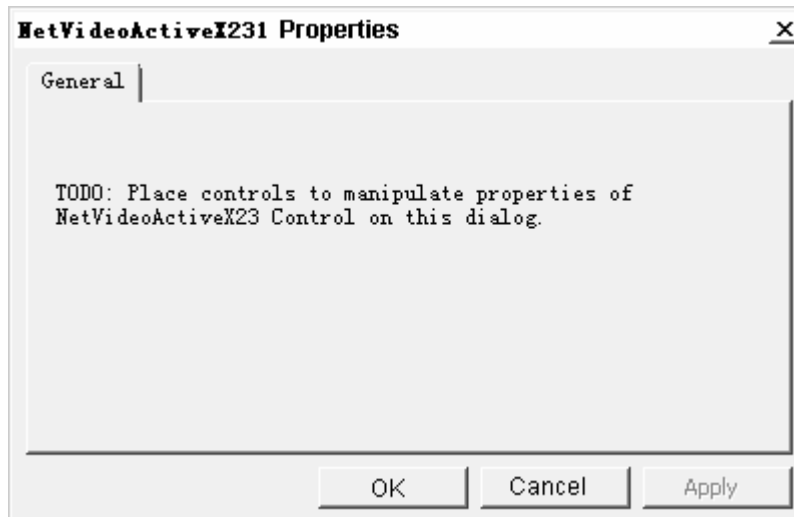 NetVideoActiveX231 Properties
General
TODO: Place controls to manipulate properties of
NetVideoActiveX23 Control on this dialog.
OK Cancel Apply